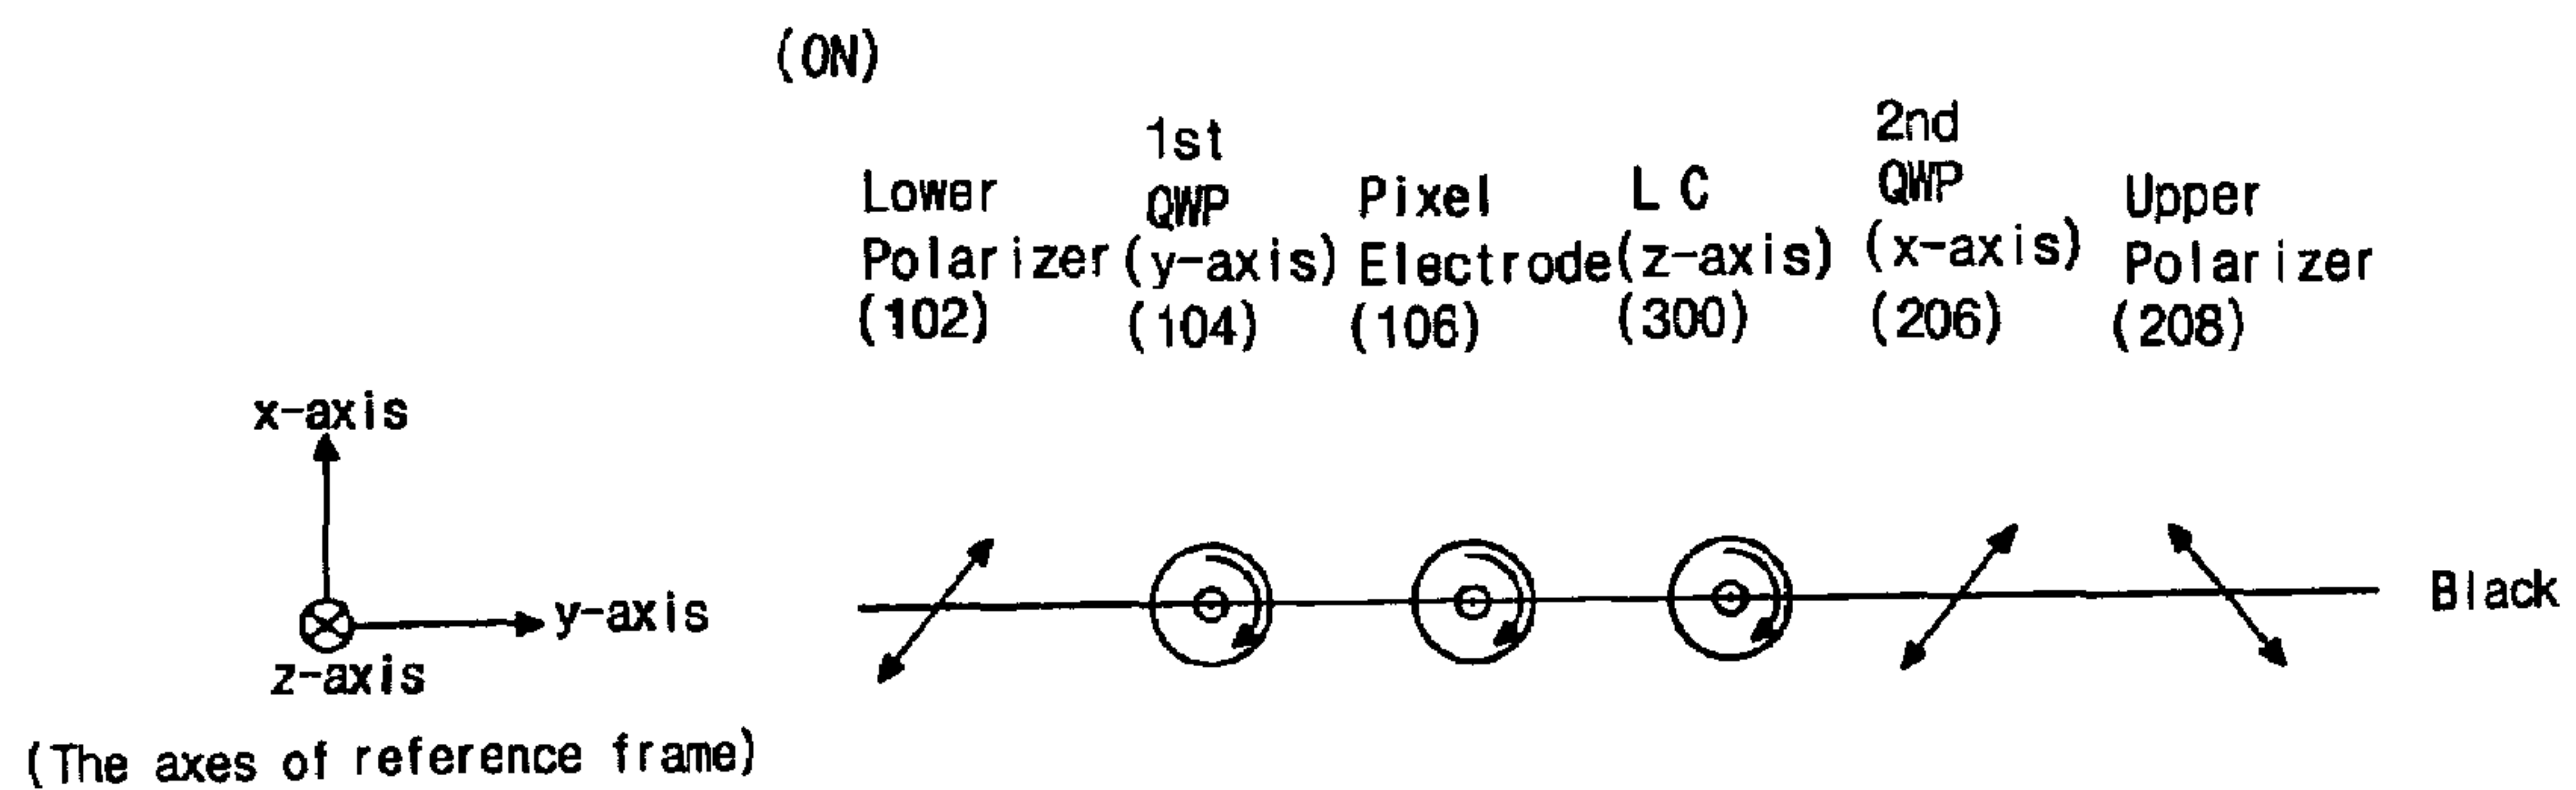 (ON)
Lower
Polarizer
(102)
1st
QWP
(y-axis)
(104)
Pixel
Electrode
(106)
LC
(z-axis)
(300)
2nd
QWP
(x-axis)
(206)
Upper
Polarizer
(208)
x-axis
y-axis
z-axis
(The axes of reference frame)
Black